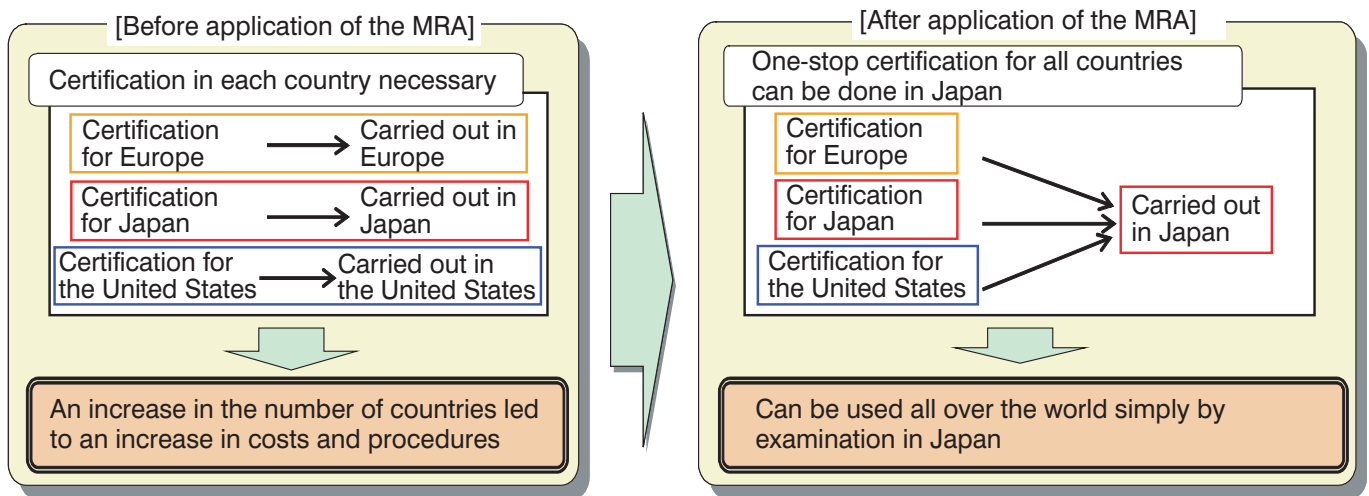 [Before application of the MRA]
Certification in each country necessary
Certification
for Europe
Carried out in
Europe
Certification
for Japan
Carried out in
Japan
Certification for
the United States
Carried out in
the United States
An increase in the number of countries led
to an increase in costs and procedures
[After application of the MRA]
One-stop certification for all countries
can be done in Japan
Certification
for Europe
Certification
for Japan
Certification for
the United States
Carried out
in Japan
Can be used all over the world simply by
examination in Japan